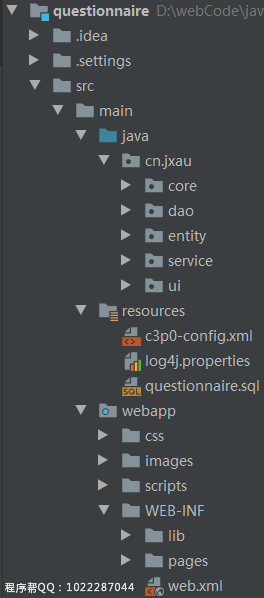 questionnaire D:\webCode\jav
.idea
.settings
src
main
java
cn.jxau
core
dao
entity
service
ui
resources
c3p0-config.xml
log4j.properties
SQL questionnaire.sql
webapp
css
images
scripts
WEB-INF
lib
pages
web.xml
程序帮QQ：1022287044